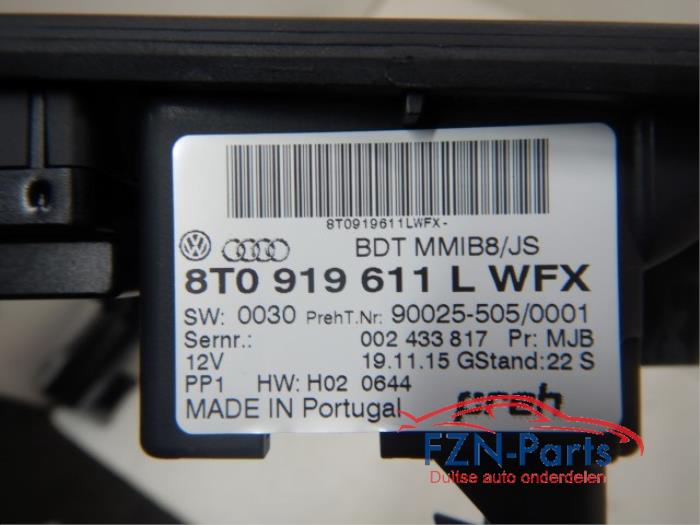 8T0919611LWFX-
BDT MMIB8/JS
8T0 919 611 L WFX
SW: 0030 PrehT.Nr: 90025-505/0001
Sernr.: 002 433 817 Pr: MJB
12V 19.11.15 GStand:22 S
PP1 HW: H02 0644
MADE IN Portugal preh
FZN-Parts
Duitse auto onderdelen